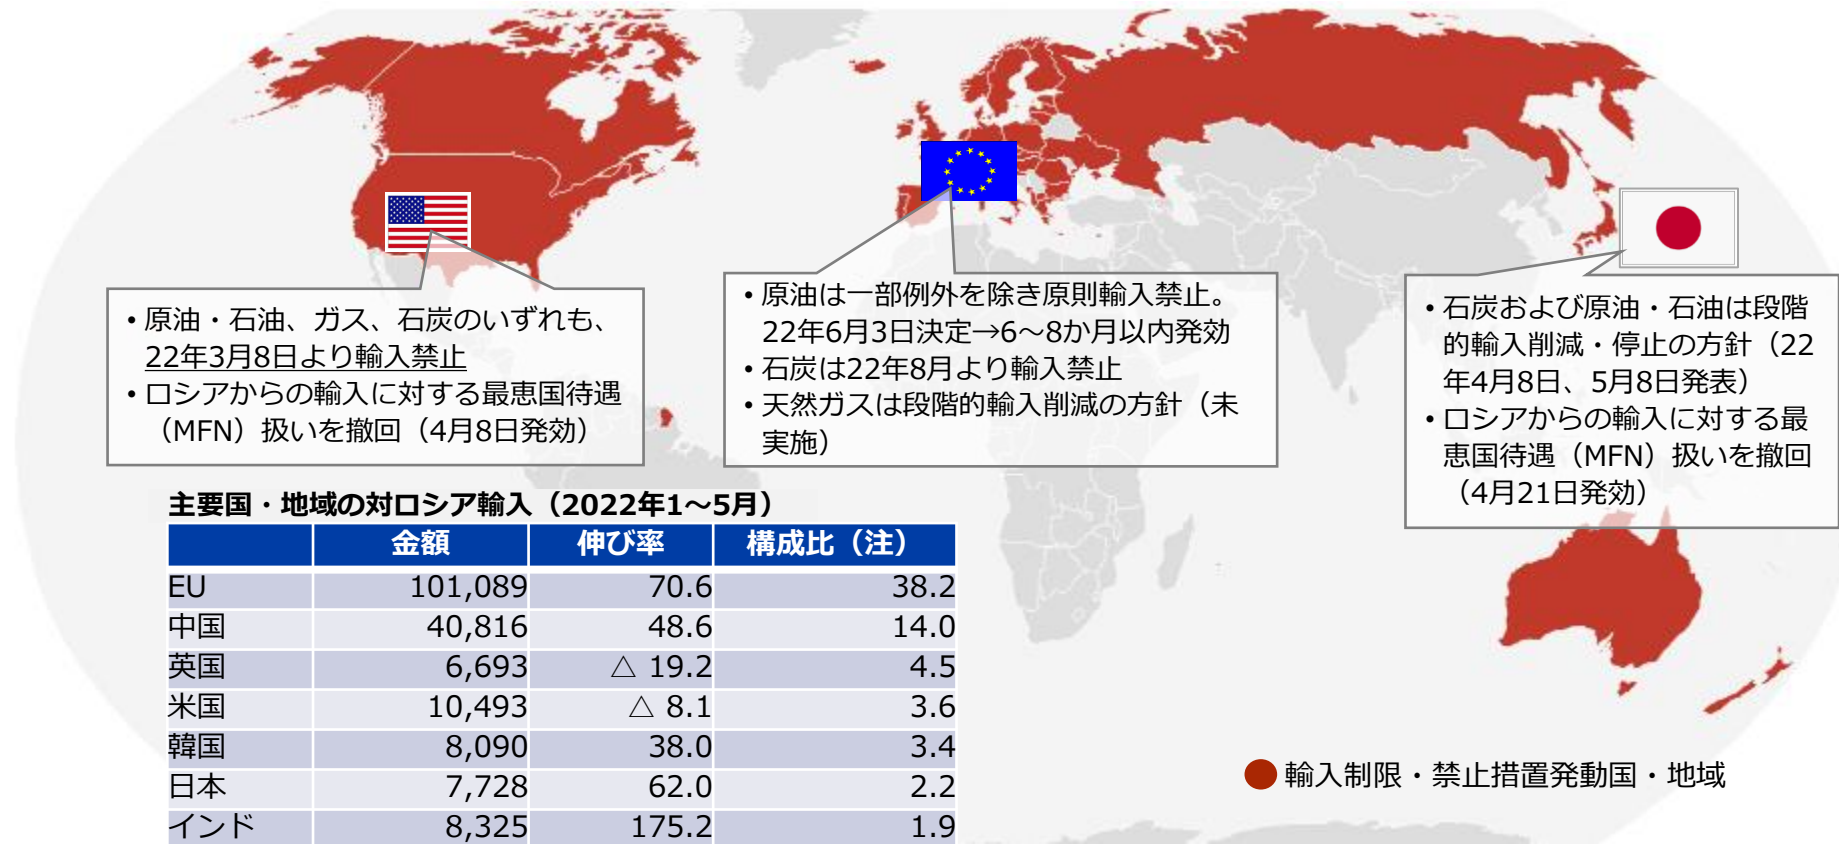 • 原油・石油、ガス、石炭のいずれも、
22年3月8日より輸入禁止
• ロシアからの輸入に対する最恵国待遇
（MFN）扱いを撤回（4月8日発効）
• 原油は一部例外を除き原則輸入禁止。
22年6月3日決定→6～8か月以内発効
• 石炭は22年8月より輸入禁止
• 天然ガスは段階的輸入削減の方針（未
実施）
• 石炭および原油・石油は段階
的輸入削減・停止の方針（22
年4月8日、5月8日発表）
• ロシアからの輸入に対する最
恵国待遇（MFN）扱いを撤回
（4月21日発効）
主要国・地域の対ロシア輸入（2022年1～5月）
金額 伸び率 構成比（注）
EU 101,089 70.6 38.2
中国 40,816 48.6 14.0
英国 6,693 △ 19.2 4.5
米国 10,493 △ 8.1 3.6
韓国 8,090 38.0 3.4
日本 7,728 62.0 2.2
インド 8,325 175.2 1.9
輸入制限・禁止措置発動国・地域